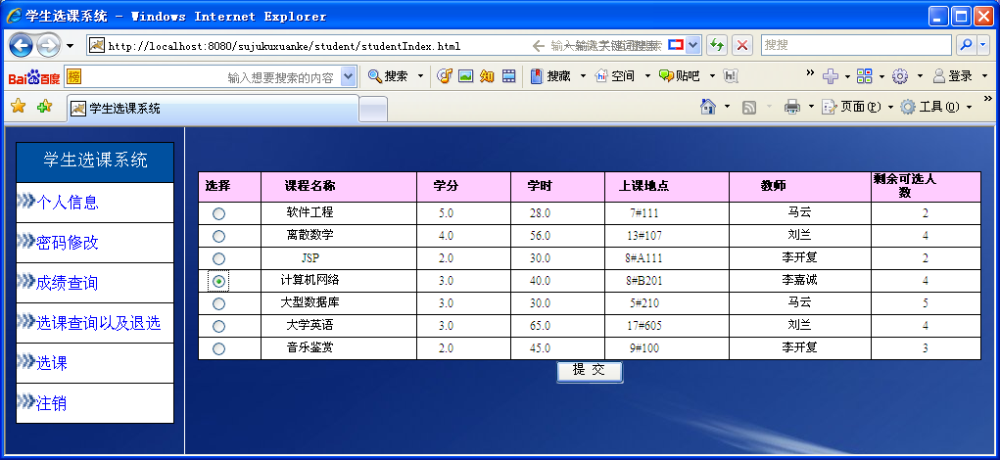 学生选课系统 - Windows Internet Explorer
http://localhost:8080/sujukuxuanke/student/studentIndex.html
搜搜
Bai百度 榜 输入想要搜索的内容 搜索 知 搜藏 空间 贴吧 hi » 登录
学生选课系统 页面(P) 工具(O) »
学生选课系统
个人信息
密码修改
成绩查询
选课查询以及退选
选课
注销
选择 课程名称 学分 学时 上课地点 教师 剩余可选人数
软件工程 5.0 28.0 7#111 马云 2
离散数学 4.0 56.0 13#107 刘兰 4
JSP 2.0 30.0 8#A111 李开复 2
计算机网络 3.0 40.0 8#B201 李嘉诚 4
大型数据库 3.0 30.0 5#210 马云 5
大学英语 3.0 65.0 17#605 刘兰 4
音乐鉴赏 2.0 45.0 9#100 李开复 3
提 交